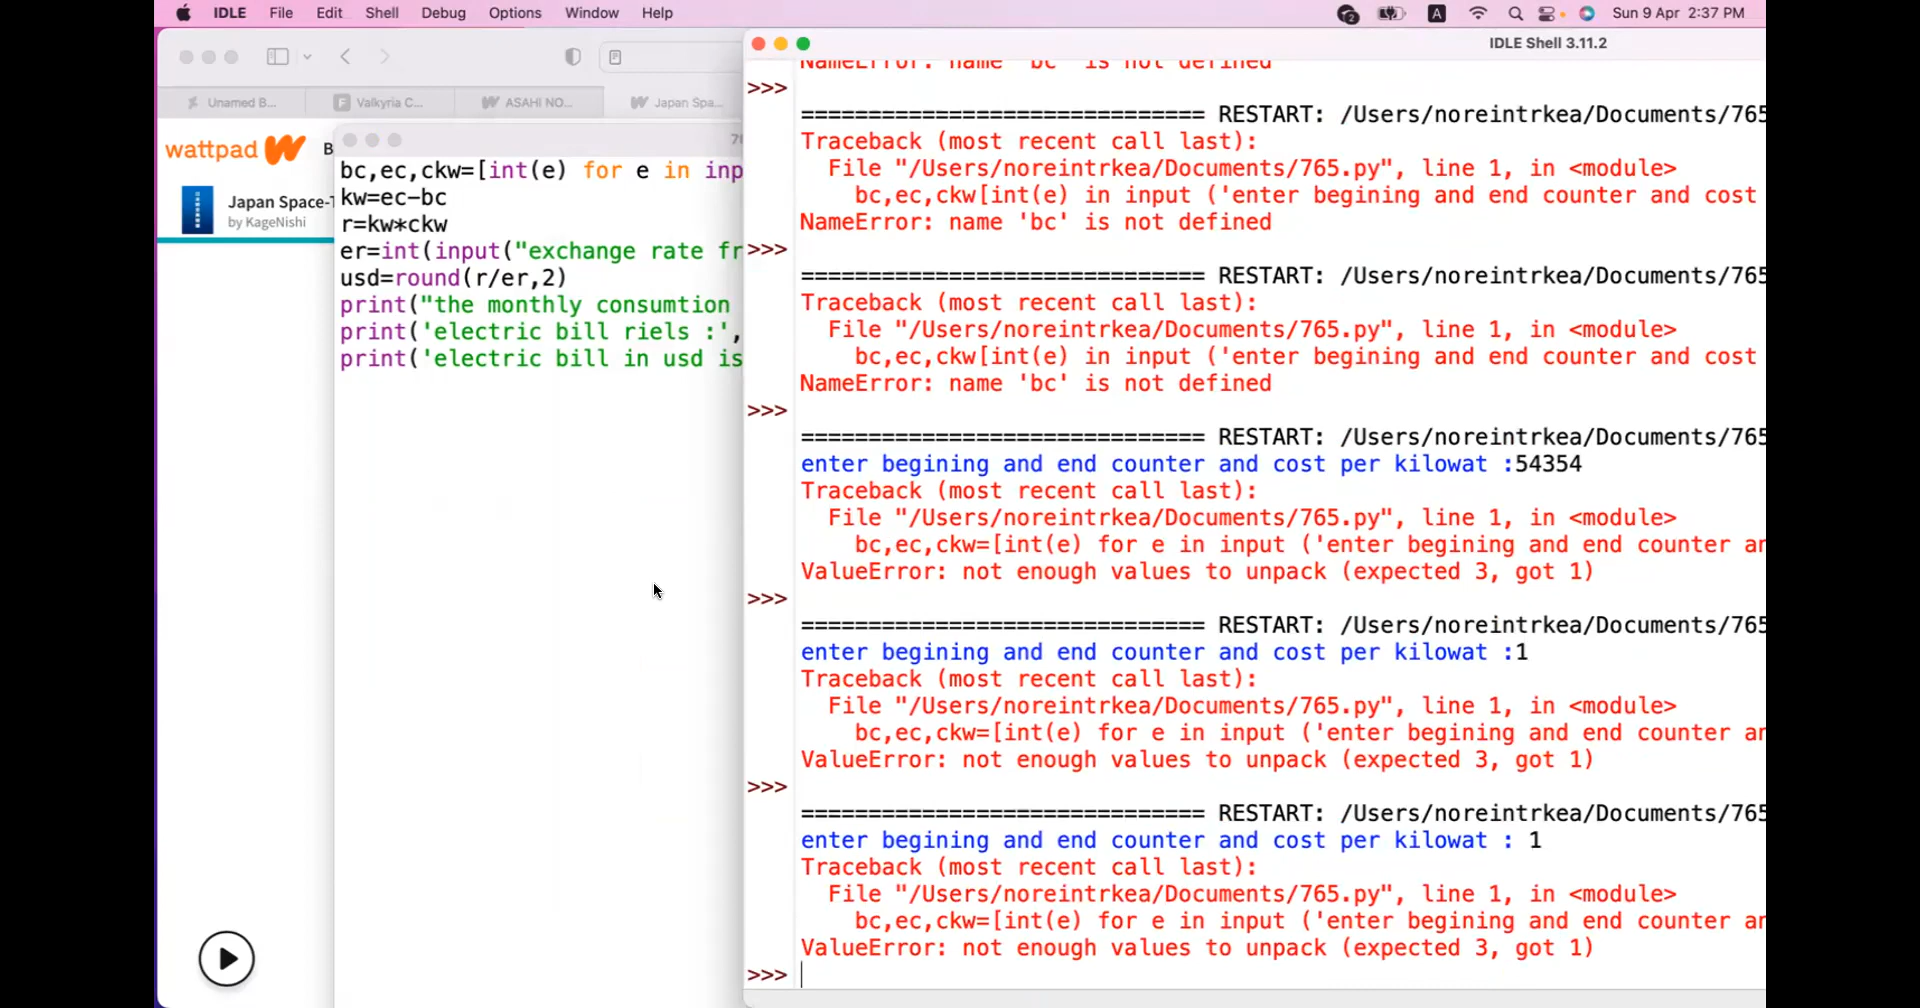 IDLE File Edit Shell Debug Options Window Help
A
2
Sun 9 Apr 2:37 PM
Unamed B...
Valkyria C...
ASAHI NO...
Japan Spa...
wattpad
B
Japan Space-T
by KageNishi
bc,ec,ckw=[int(e) for e in inp
kw=ec-bc
r=kw*ckw
er=int(input("exchange rate fr
usd=round(r/er,2)
print("the monthly consumtion
print('electric bill riels :',
print('electric bill in usd is
IDLE Shell 3.11.2
NameError: name 'bc' is not defined
>>>
============================== RESTART: /Users/noreintrkea/Documents/765
Traceback (most recent call last):
File "/Users/noreintrkea/Documents/765.py", line 1, in <module>
bc,ec,ckw[int(e) in input ('enter begining and end counter and cost
NameError: name 'bc' is not defined
>>>
============================== RESTART: /Users/noreintrkea/Documents/765
Traceback (most recent call last):
File "/Users/noreintrkea/Documents/765.py", line 1, in <module>
bc,ec,ckw[int(e) in input ('enter begining and end counter and cost
NameError: name 'bc' is not defined
>>>
============================== RESTART: /Users/noreintrkea/Documents/765
enter begining and end counter and cost per kilowat :54354
Traceback (most recent call last):
File "/Users/noreintrkea/Documents/765.py", line 1, in <module>
bc,ec,ckw=[int(e) for e in input ('enter begining and end counter ar
ValueError: not enough values to unpack (expected 3, got 1)
>>>
============================== RESTART: /Users/noreintrkea/Documents/765
enter begining and end counter and cost per kilowat :1
Traceback (most recent call last):
File "/Users/noreintrkea/Documents/765.py", line 1, in <module>
bc,ec,ckw=[int(e) for e in input ('enter begining and end counter ar
ValueError: not enough values to unpack (expected 3, got 1)
>>>
============================== RESTART: /Users/noreintrkea/Documents/765
enter begining and end counter and cost per kilowat : 1
Traceback (most recent call last):
File "/Users/noreintrkea/Documents/765.py", line 1, in <module>
bc,ec,ckw=[int(e) for e in input ('enter begining and end counter ar
ValueError: not enough values to unpack (expected 3, got 1)
>>>